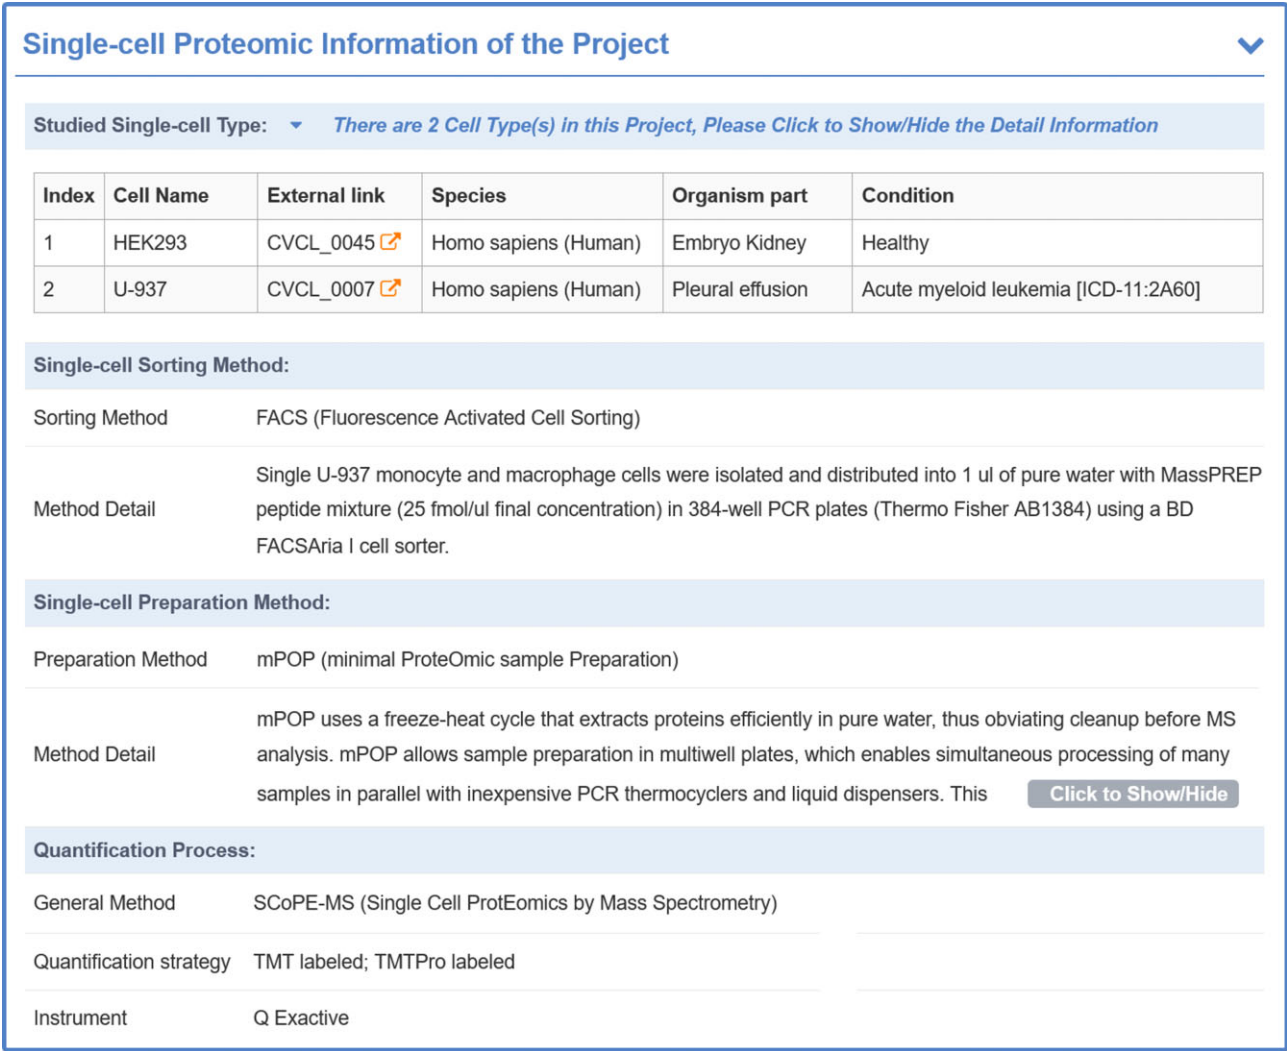 Single-cell Proteomic Information of the Project
Studied Single-cell Type: There are 2 Cell Type(s) in this Project, Please Click to Show/Hide the Detail Information
Index Cell Name External link Species Organism part Condition
1 HEK293 CVCL_0045 Homo sapiens (Human) Embryo Kidney Healthy
2 U-937 CVCL_0007 Homo sapiens (Human) Pleural effusion Acute myeloid leukemia [ICD-11:2A60]
Single-cell Sorting Method:
Sorting Method FACS (Fluorescence Activated Cell Sorting)
Method Detail
Single U-937 monocyte and macrophage cells were isolated and distributed into 1 ul of pure water with MassPREP
peptide mixture (25 fmol/ul final concentration) in 384-well PCR plates (Thermo Fisher AB1384) using a BD
FACSAria I cell sorter.
Single-cell Preparation Method:
Preparation Method mPOP (minimal ProteOmic sample Preparation)
Method Detail
mPOP uses a freeze-heat cycle that extracts proteins efficiently in pure water, thus obviating cleanup before MS
analysis. mPOP allows sample preparation in multiwell plates, which enables simultaneous processing of many
samples in parallel with inexpensive PCR thermocyclers and liquid dispensers. This Click to Show/Hide
Quantification Process:
General Method SCoPE-MS (Single Cell ProtEomics by Mass Spectrometry)
Quantification strategy TMT labeled; TMTPro labeled
Instrument Q Exactive